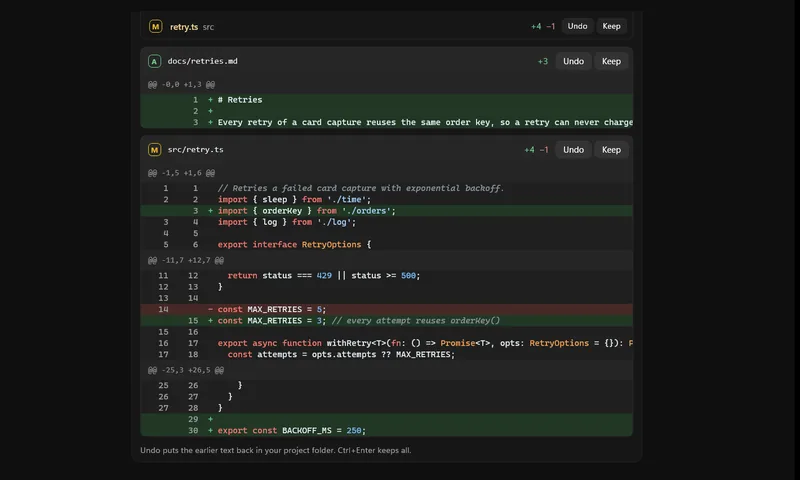 M retry.ts src +4 −1 Undo Keep
A docs/retries.md +3 Undo Keep
@@ -0,0 +1,3 @@
1 + # Retries
2 +
3 + Every retry of a card capture reuses the same order key, so a retry can never charge
M src/retry.ts +4 −1 Undo Keep
@@ -1,5 +1,6 @@
1 1 // Retries a failed card capture with exponential backoff.
2 2 import { sleep } from './time';
3 + import { orderKey } from './orders';
3 4 import { log } from './log';
4 5
5 6 export interface RetryOptions {
@@ -11,7 +12,7 @@
11 12 return status === 429 || status >= 500;
12 13 }
13 14
14 - const MAX_RETRIES = 5;
15 + const MAX_RETRIES = 3; // every attempt reuses orderKey()
15 16
16 17 export async function withRetry<T>(fn: () => Promise<T>, opts: RetryOptions = {}): P
17 18 const attempts = opts.attempts ?? MAX_RETRIES;
@@ -25,3 +26,5 @@
25 26 }
26 27 }
27 28 }
29 +
30 + export const BACKOFF_MS = 250;
Undo puts the earlier text back in your project folder. Ctrl+Enter keeps all.